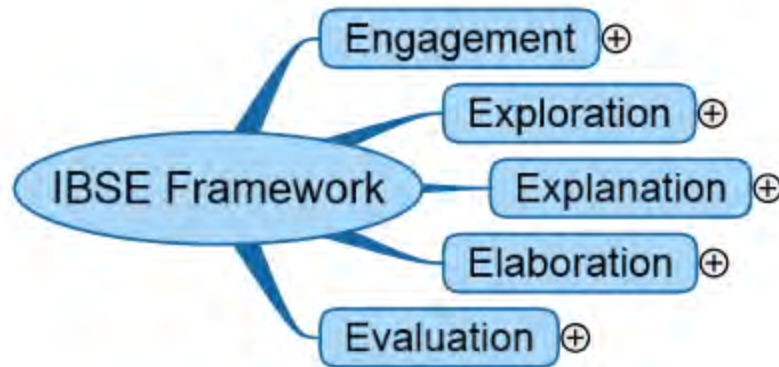 Engagement
Exploration
IBSE Framework
Explanation
Elaboration
Evaluation